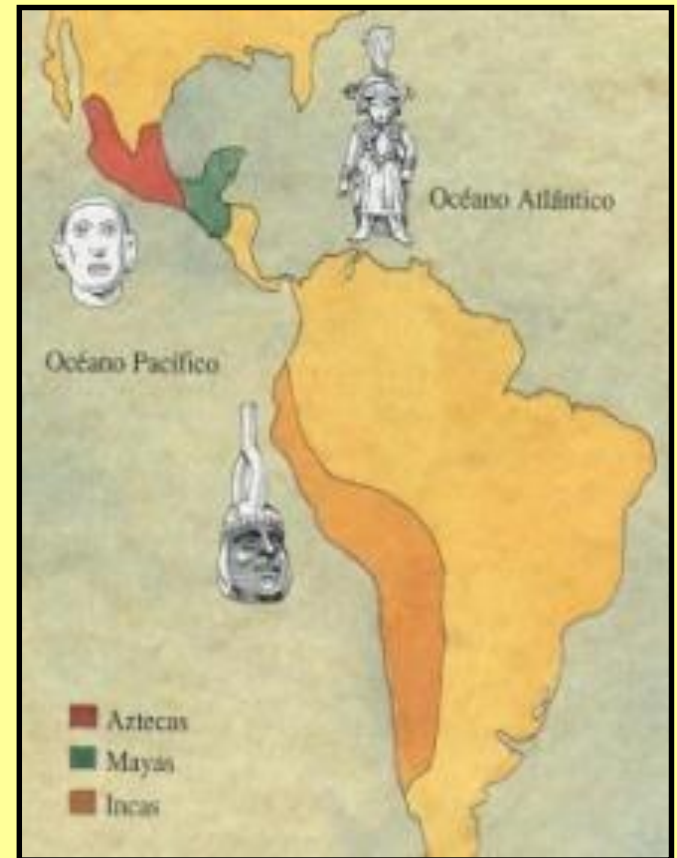 Océano Atlántico
Océano Pacífico
Aztecas
Mayas
Incas